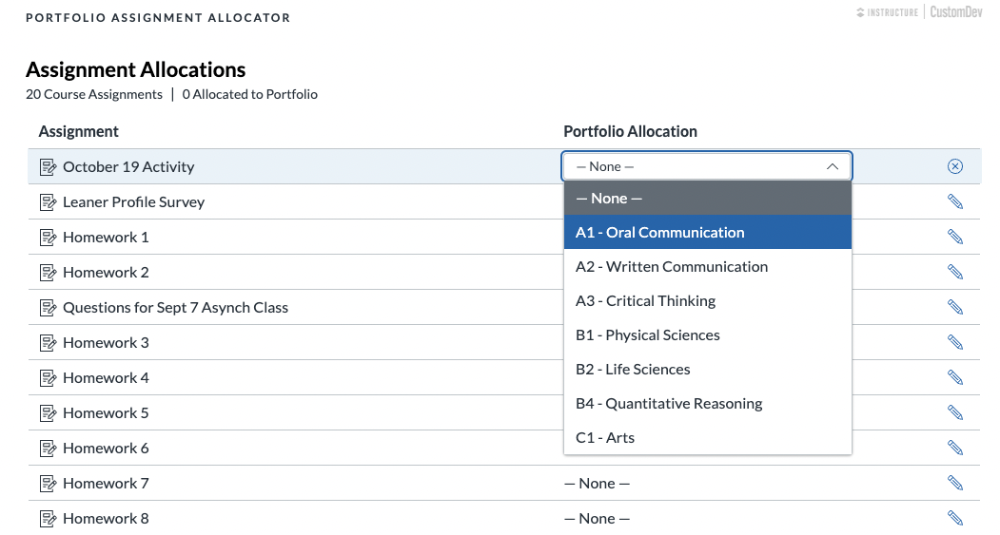 PORTFOLIO ASSIGNMENT ALLOCATOR
INSTRUCTURE | CustomDev
Assignment Allocations
20 Course Assignments | 0 Allocated to Portfolio
Assignment Portfolio Allocation
October 19 Activity — None —
— None —
Leaner Profile Survey
A1 - Oral Communication
Homework 1
A2 - Written Communication
Homework 2
A3 - Critical Thinking
Questions for Sept 7 Asynch Class
B1 - Physical Sciences
Homework 3
B2 - Life Sciences
Homework 4
B4 - Quantitative Reasoning
Homework 5
C1 - Arts
Homework 6
Homework 7 — None —
Homework 8 — None —